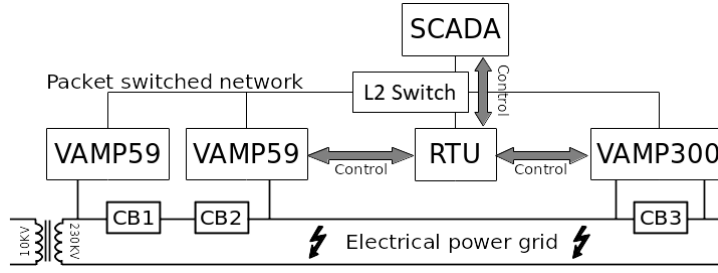 SCADA
Control
Packet switched network
L2 Switch
VAMP59
VAMP59
RTU
VAMP300
Control
Control
CB1
CB2
CB3
10KV
230KV
Electrical power grid